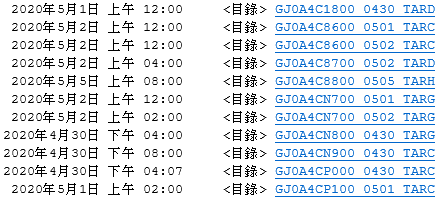 2020年5月1日 上午 12:00 <目錄> GJ0A4C1800 0430 TARD
2020年5月2日 上午 12:00 <目錄> GJ0A4C8600 0501 TARC
2020年5月2日 上午 12:00 <目錄> GJ0A4C8600 0502 TARC
2020年5月2日 上午 04:00 <目錄> GJ0A4C8700 0502 TARD
2020年5月5日 上午 08:00 <目錄> GJ0A4C8800 0505 TARH
2020年5月2日 上午 12:00 <目錄> GJ0A4CN700 0501 TARG
2020年5月2日 上午 02:00 <目錄> GJ0A4CN700 0502 TARG
2020年4月30日 下午 04:00 <目錄> GJ0A4CN800 0430 TARG
2020年4月30日 下午 08:00 <目錄> GJ0A4CN900 0430 TARC
2020年4月30日 下午 04:07 <目錄> GJ0A4CP000 0430 TARC
2020年5月1日 上午 02:00 <目錄> GJ0A4CP100 0501 TARC